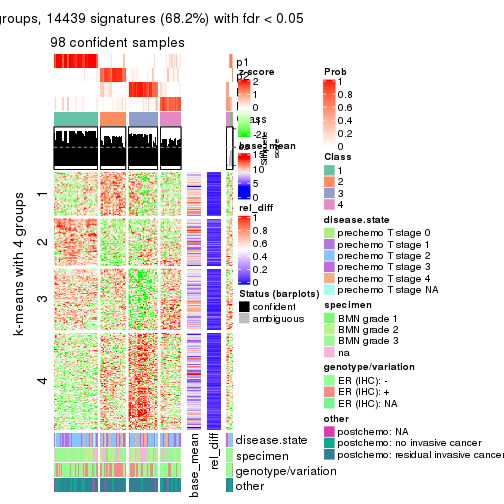 groups, 14439 signatures (68.2%) with fdr < 0.05
98 confident samples
k-means with 4 groups
1
2
3
4
p1
z-score
2
1
0
-2
base_mean
15
10
5
0
rel_diff
1
0.8
0.6
0.4
0.2
0
Status (barplots)
confident
ambiguous
Silhouette
score
Prob
1
0.8
0.6
0.4
0.2
0
Class
1
2
3
4
disease.state
prechemo T stage 0
prechemo T stage 1
prechemo T stage 2
prechemo T stage 3
prechemo T stage 4
prechemo T stage NA
specimen
BMN grade 1
BMN grade 2
BMN grade 3
na
genotype/variation
ER (IHC): -
ER (IHC): +
ER (IHC): NA
other
postchemo: NA
postchemo: no invasive cancer
postchemo: residual invasive cancer
disease.state
specimen
genotype/variation
other
base_mean
rel_diff